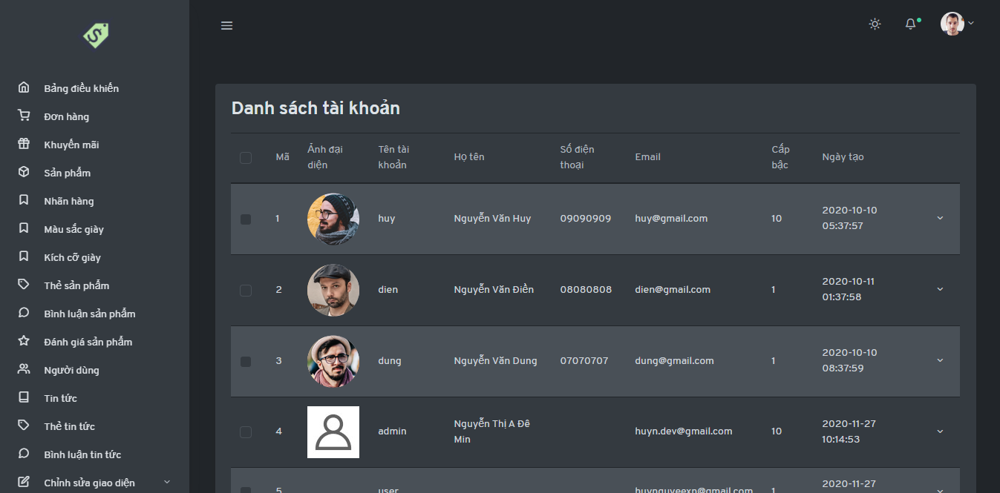 Bảng điều khiến
Đơn hàng
Khuyến mãi
Sản phẩm
Nhãn hàng
Màu sắc giày
Kích cỡ giày
Thẻ sản phẩm
Bình luận sản phẩm
Đánh giá sản phẩm
Người dùng
Tin tức
Thẻ tin tức
Bình luận tin tức
Chỉnh sửa giao diện
Danh sách tài khoản
Mã
Ảnh đại
diện
Tên tài
khoản
Họ tên
Số điện
thoại
Email
Cấp
bậc
Ngày tạo
1
huy
Nguyễn Văn Huy
09090909
huy@gmail.com
10
2020-10-10
05:37:57
2
dien
Nguyễn Văn Điền
08080808
dien@gmail.com
1
2020-10-11
01:37:58
3
dung
Nguyễn Văn Dung
07070707
dung@gmail.com
1
2020-10-10
08:37:59
4
admin
Nguyễn Thị A Đê
Min
huyn.dev@gmail.com
10
2020-11-27
10:14:53
5
user
huynguyeexn@gmail.com
1
2020-11-27